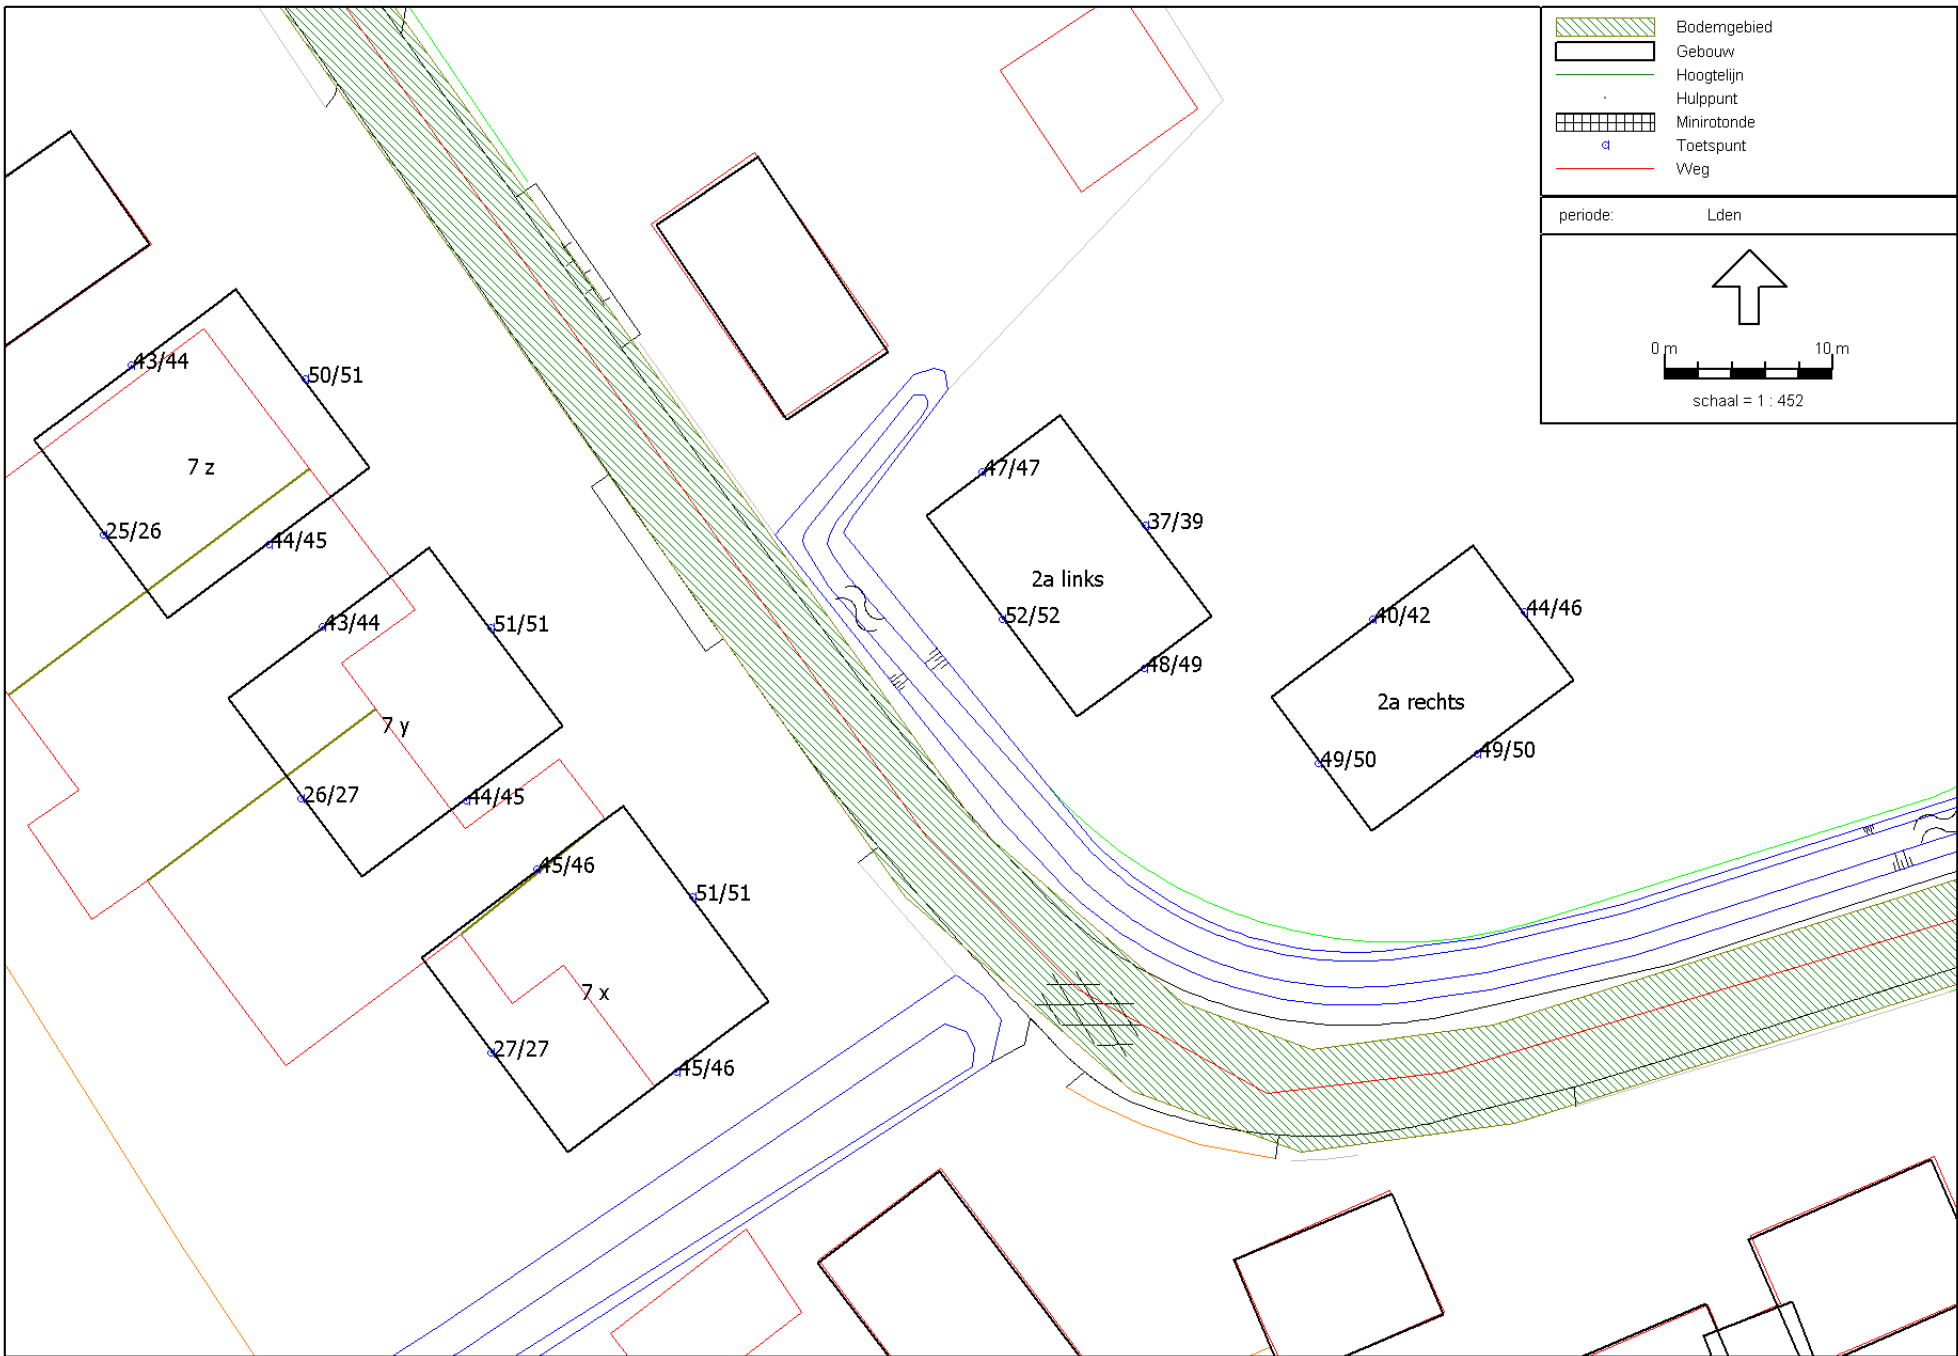 Bodemgebied
Gebouw
Hoogtelijn
Hulppunt
Minirotonde
Toetspunt
Weg
periode: Lden
0 m 10 m
schaal = 1 : 452
43/44
50/51
7 z
25/26
44/45
43/44
51/51
7 y
26/27
44/45
45/46
51/51
7 x
27/27
45/46
47/47
37/39
2a links
52/52
48/49
40/42
44/46
2a rechts
49/50
49/50